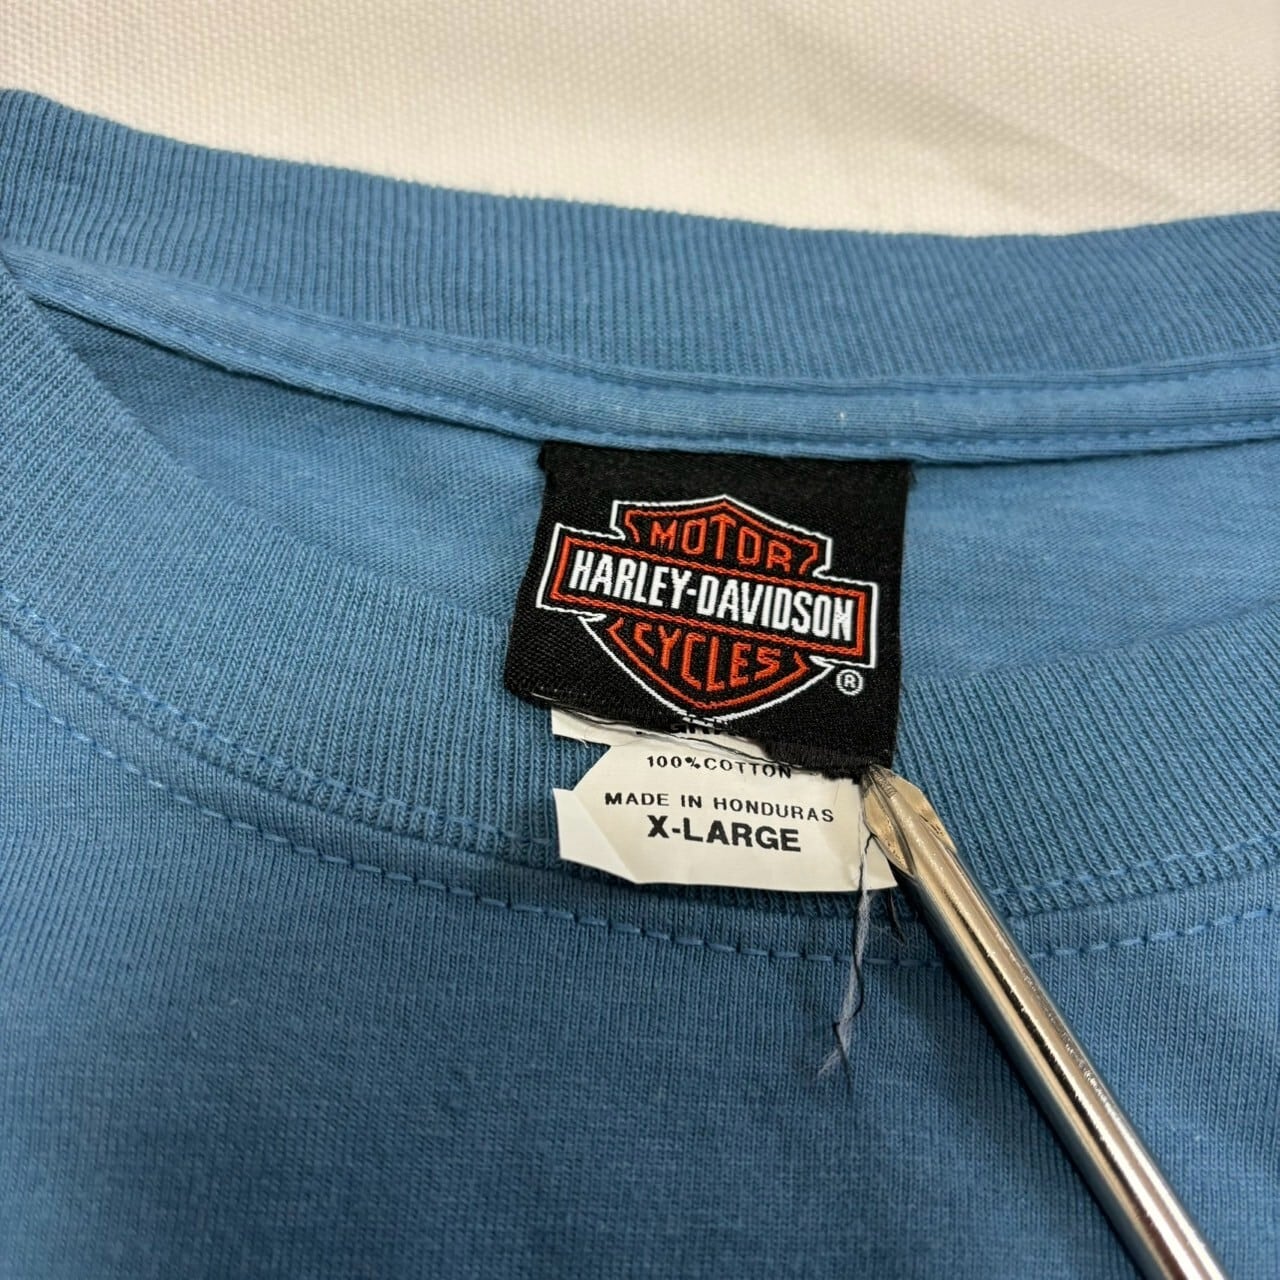 MOTOR
HARLEY-DAVIDSON
CYCLES
®
100%COTTON
MADE IN HONDURAS
X-LARGE